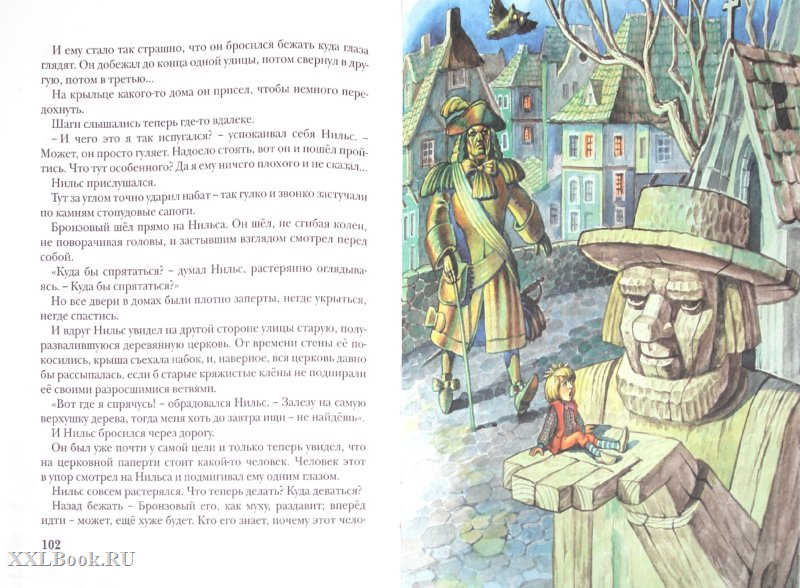 И ему стало так страшно, что он бросился бежать куда глаза
глядят. Он добежал до конца одной улицы, потом свернул в дру-
гую, потом в третью...
На крыльце какого-то дома он присел, чтобы немного пере-
дохнуть.
Шаги слышались теперь где-то вдалеке.
– И чего это я так испугался? – успокаивал себя Нильс. –
Может, он просто гуляет. Надоело стоять, вот он и пошёл прой-
тись. Что тут особенного? Да я ему ничего плохого и не сказал...
Нильс прислушался.
Тут за углом точно ударил набат – так гулко и звонко застучали
по камням стопудовые сапоги.
Бронзовый шёл прямо на Нильса. Он шёл, не сгибая колен,
не поворачивая головы, и застывшим взглядом смотрел перед
собой.
«Куда бы спрятаться? – думал Нильс, растерянно оглядыва-
ясь. – Куда бы спрятаться?»
Но все двери в домах были плотно заперты, негде укрыться,
негде спастись.
И вдруг Нильс увидел на другой стороне улицы старую, полу-
развалившуюся деревянную церковь. От времени стены её по-
косились, крыша съехала набок, и, наверное, вся церковь давно
бы рассыпалась, если б старые кряжистые клёны не подпирали
её своими разросшимися ветвями.
«Вот где я спрячусь! – обрадовался Нильс. – Залезу на самую
верхушку дерева, тогда меня хоть до завтра ищи – не найдёшь».
И Нильс бросился через дорогу.
Он был уже почти у самой цели и только теперь увидел, что
на церковной паперти стоит какой-то человек. Человек этот
в упор смотрел на Нильса и подмигивал ему одним глазом.
Нильс совсем растерялся. Что теперь делать? Куда деваться?
Назад бежать – Бронзовый его, как муху, раздавит; вперёд
идти – может, ещё хуже будет. Кто его знает, почему этот чело-
102
XXLBook.RU